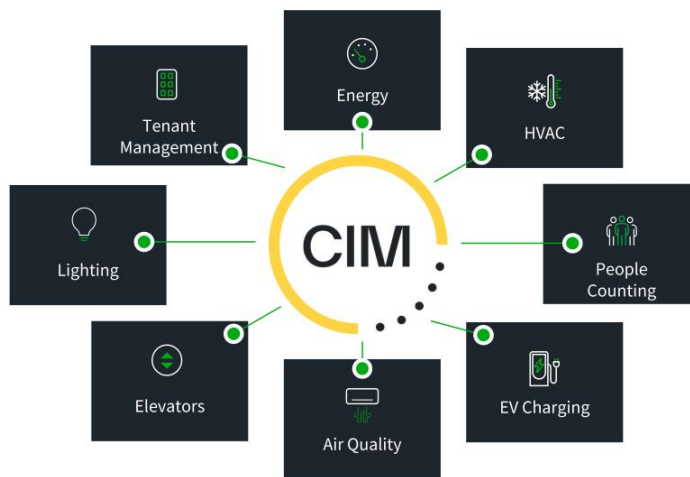 Energy
Tenant
Management
HVAC
Lighting
CIM
People
Counting
Elevators
EV Charging
Air Quality